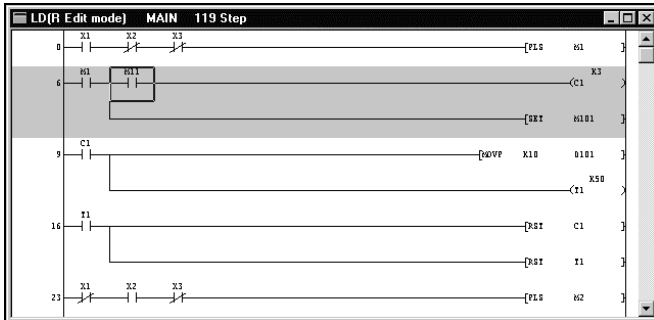 LD(R Edit mode) MAIN 119 Step
X1 X2 X3
0 PLS M1
M1 M11 K3
6 C1
SET M101
C1
9 MOVP K10 D101
K50
T1
T1
16 RST C1
RST T1
X1 X2 X3
23 PLS M2